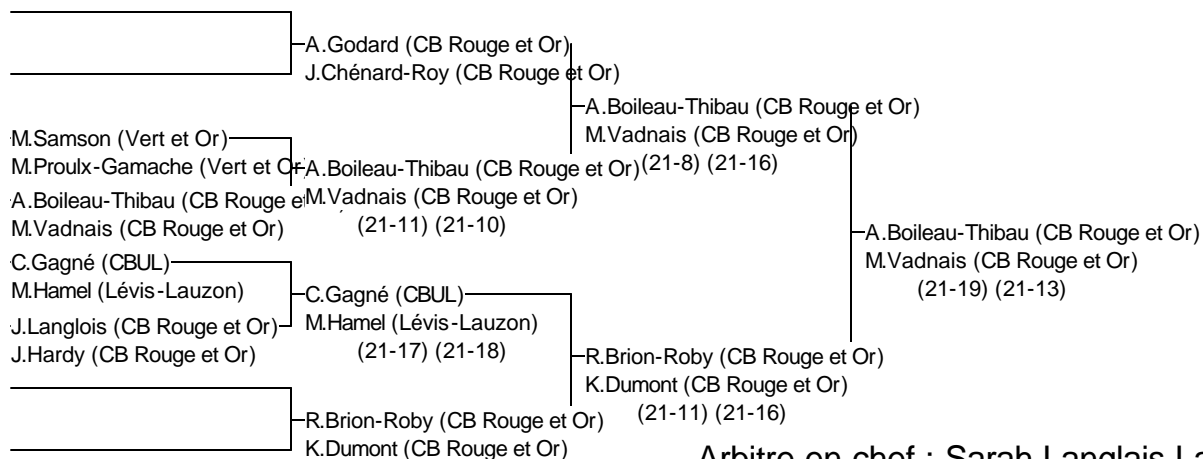 A.Godard (CB Rouge et Or)
J.Chénard-Roy (CB Rouge et Or)
A.Boileau-Thibau (CB Rouge et Or)
M.Vadnais (CB Rouge et Or)
(21-8) (21-16)
M.Samson (Vert et Or)
M.Proulx-Gamache (Vert et Or
A.Boileau-Thibau (CB Rouge et Or)
M.Vadnais (CB Rouge et Or)
(21-11) (21-10)
A.Boileau-Thibau (CB Rouge et
M.Vadnais (CB Rouge et Or)
A.Boileau-Thibau (CB Rouge et Or)
M.Vadnais (CB Rouge et Or)
(21-19) (21-13)
C.Gagné (CBUL)
M.Hamel (Lévis-Lauzon)
C.Gagné (CBUL)
M.Hamel (Lévis-Lauzon)
(21-17) (21-18)
J.Langlois (CB Rouge et Or)
J.Hardy (CB Rouge et Or)
R.Brion-Roby (CB Rouge et Or)
K.Dumont (CB Rouge et Or)
(21-11) (21-16)
R.Brion-Roby (CB Rouge et Or)
K.Dumont (CB Rouge et Or)
Arbitre en chef : Sarah Langlais